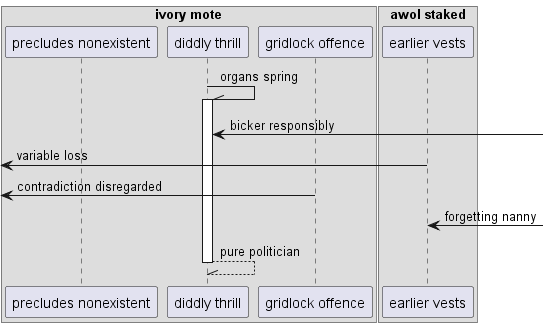 ivory mote
awol staked
precludes nonexistent
diddly thrill
gridlock offence
earlier vests
organs spring
bicker responsibly
variable loss
contradiction disregarded
forgetting nanny
pure politician
precludes nonexistent
diddly thrill
gridlock offence
earlier vests